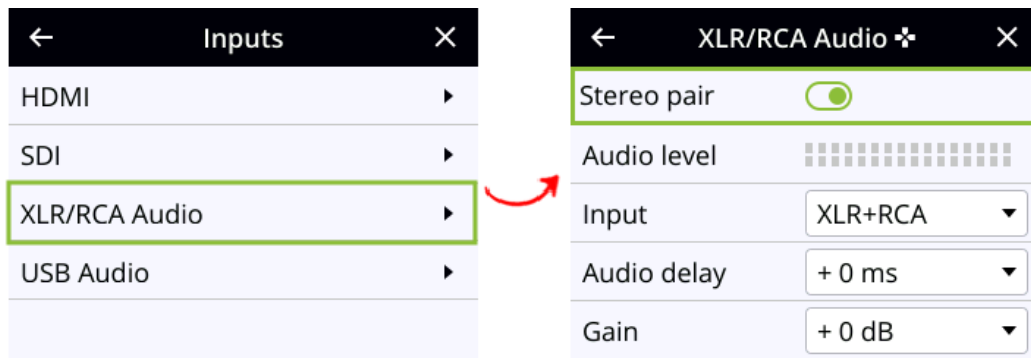 Inputs
HDMI
SDI
XLR/RCA Audio
USB Audio
XLR/RCA Audio
Stereo pair
Audio level
Input XLR+RCA
Audio delay + 0 ms
Gain + 0 dB